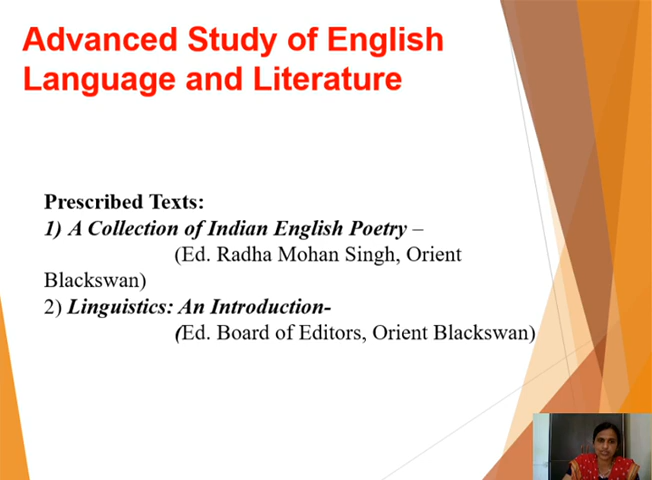 Advanced Study of English
Language and Literature
Prescribed Texts:
1) A Collection of Indian English Poetry –
(Ed. Radha Mohan Singh, Orient
Blackswan)
2) Linguistics: An Introduction-
(Ed. Board of Editors, Orient Blackswan)